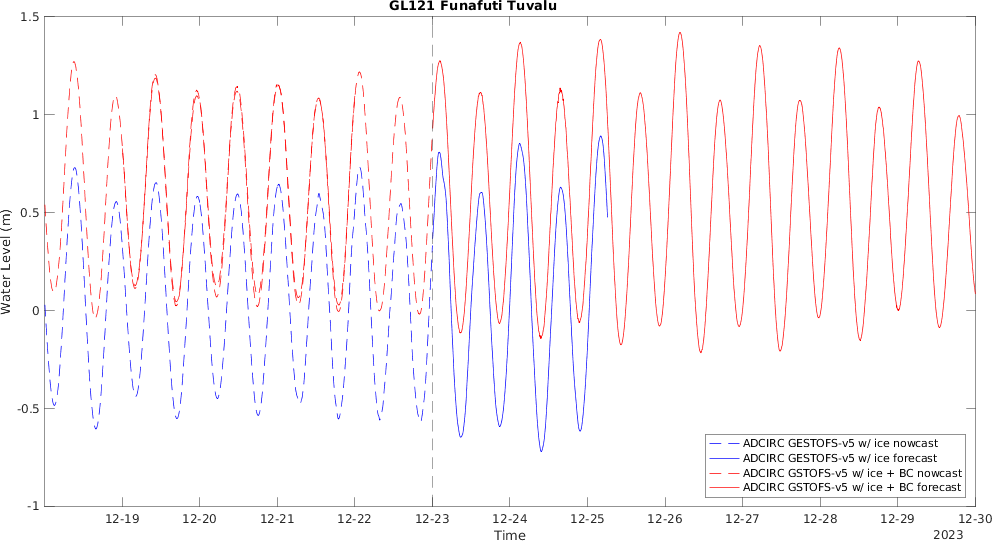 GL121 Funafuti Tuvalu
1.5
1
0.5
0
-0.5
-1
Water Level (m)
12-19
12-20
12-21
12-22
12-23
12-24
12-25
12-26
12-27
12-28
12-29
12-30
Time
2023
ADCIRC GESTOFS-v5 w/ ice nowcast
ADCIRC GESTOFS-v5 w/ ice forecast
ADCIRC GSTOFS-v5 w/ ice + BC nowcast
ADCIRC GSTOFS-v5 w/ ice + BC forecast